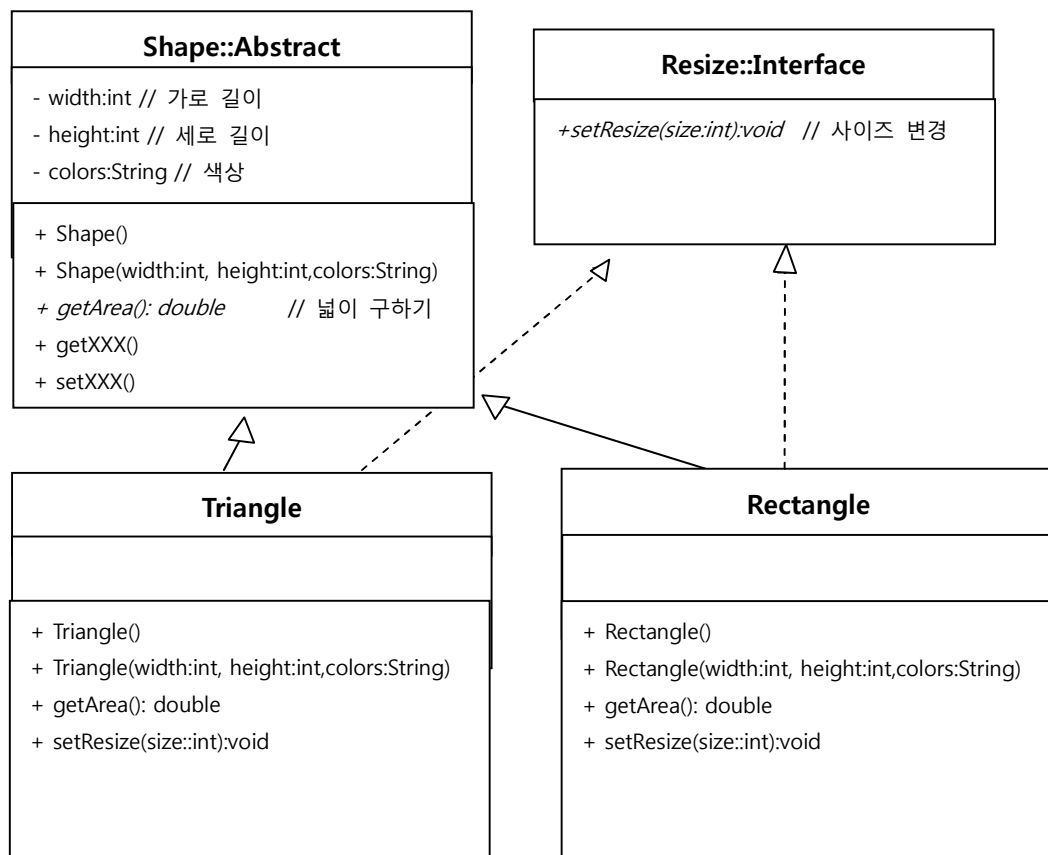 Shape::Abstract
- width:int // 가로 길이
- height:int // 세로 길이
- colors:String // 색상
+ Shape()
+ Shape(width:int, height:int,colors:String)
+ getArea(): double // 넓이 구하기
+ getXXX()
+ setXXX()
Resize::Interface
+setResize(size:int):void // 사이즈 변경
Triangle
+ Triangle()
+ Triangle(width:int, height:int,colors:String)
+ getArea(): double
+ setResize(size::int):void
Rectangle
+ Rectangle()
+ Rectangle(width:int, height:int,colors:String)
+ getArea(): double
+ setResize(size::int):void